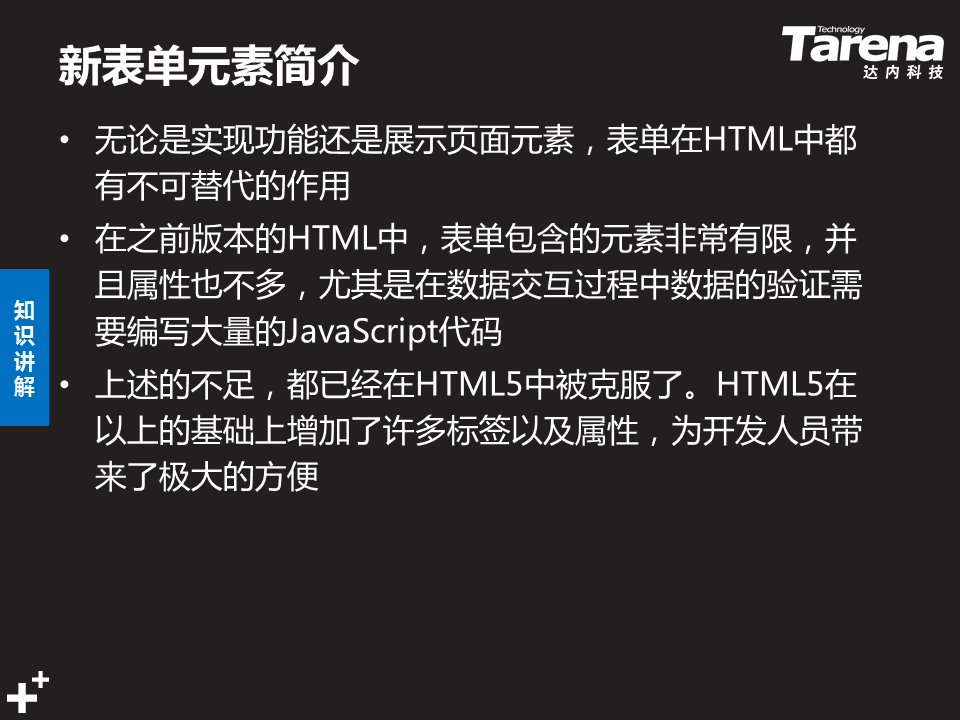 新表单元素简介
Technology
Tarena
达内科技
• 无论是实现功能还是展示页面元素，表单在HTML中都
有不可替代的作用
• 在之前版本的HTML中，表单包含的元素非常有限，并
且属性也不多，尤其是在数据交互过程中数据的验证需
要编写大量的JavaScript代码
• 上述的不足，都已经在HTML5中被克服了。HTML5在
以上的基础上增加了许多标签以及属性，为开发人员带
来了极大的方便
知
识
讲
解